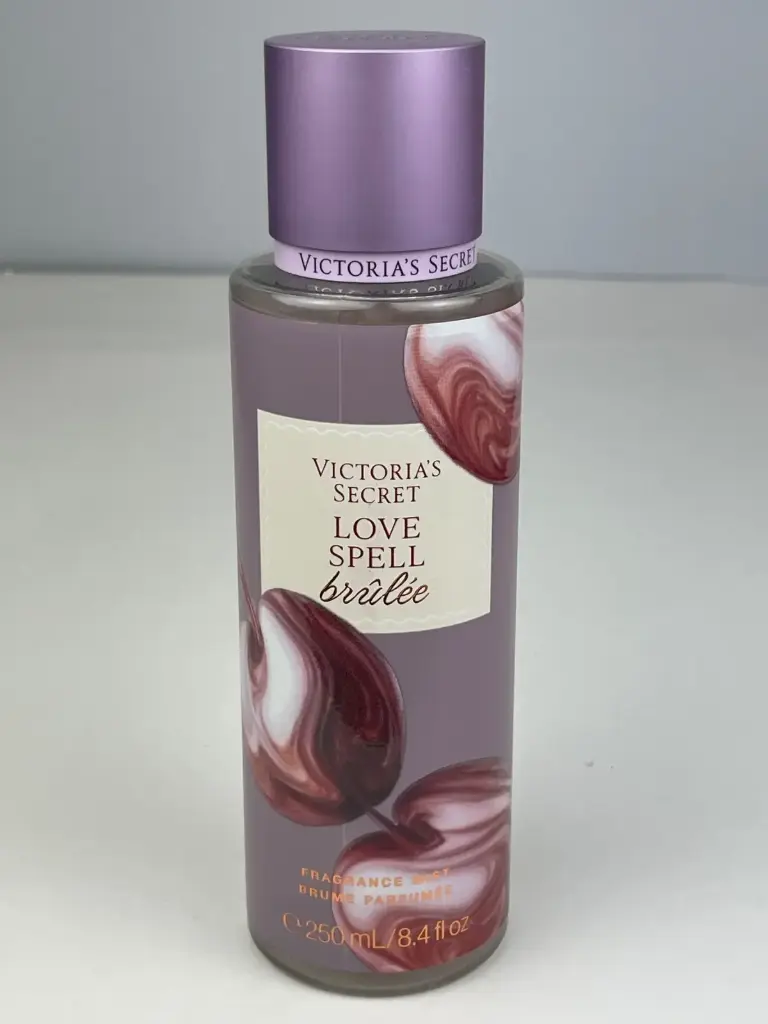 VICTORIA'S SECRET
VICTORIA'S
SECRET
LOVE
SPELL
brûlée
FRAGRANCE MIST
BRUME PARFUMÉE
℮ 250 mL/8.4 fl oz